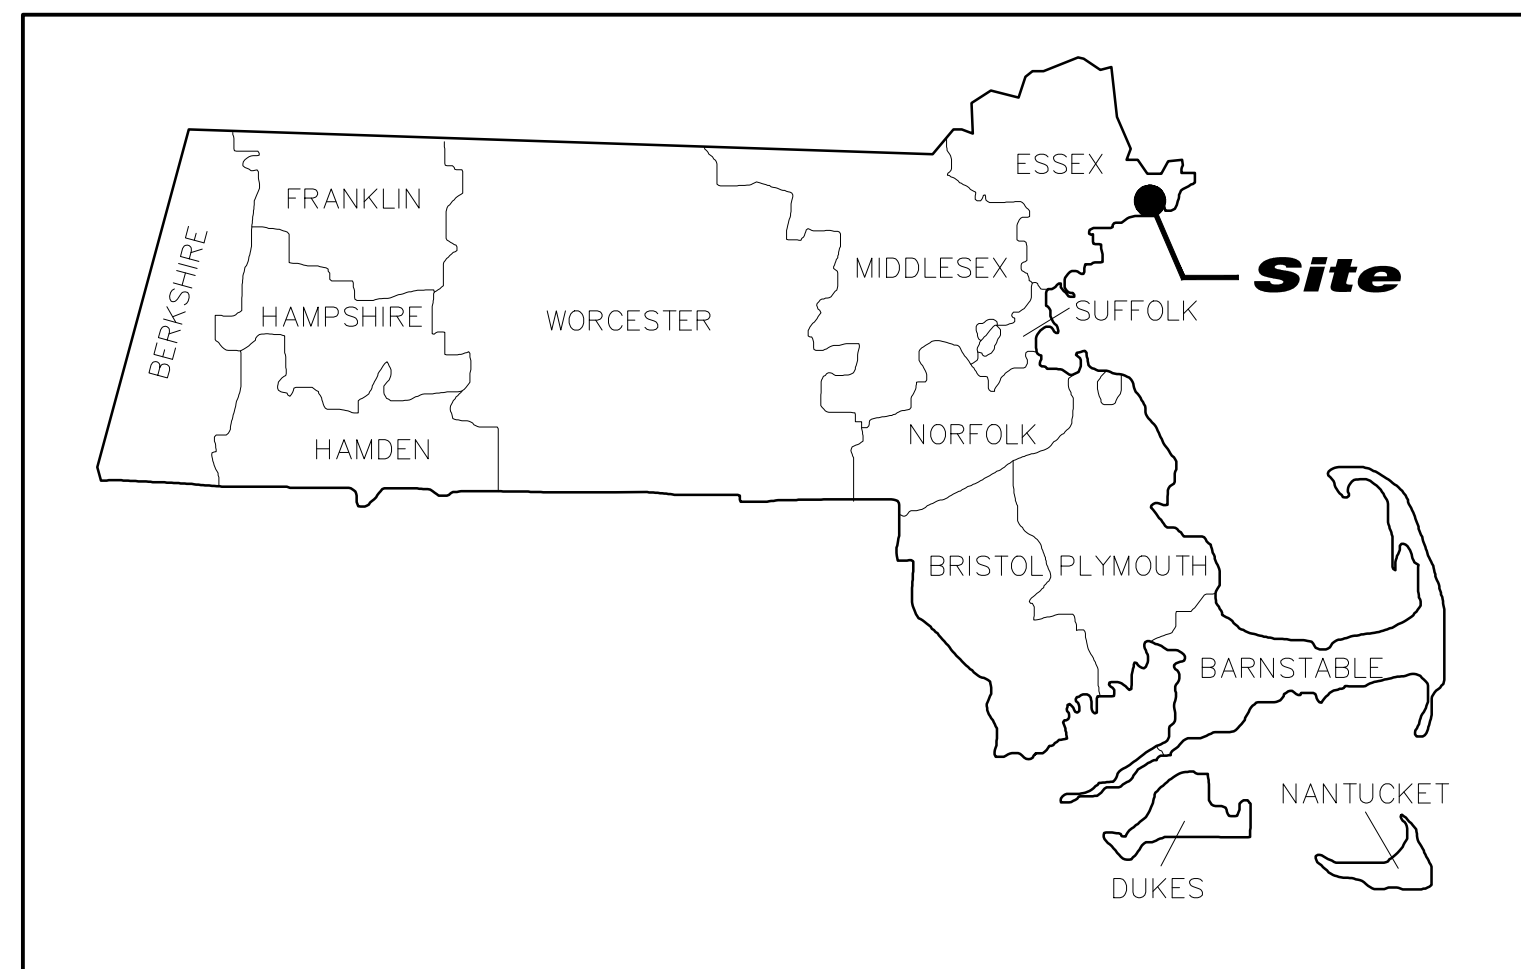 ESSEX
FRANKLIN
BERKSHIRE
MIDDLESEX
Site
HAMPSHIRE
WORCESTER
SUFFOLK
NORFOLK
HAMDEN
BRISTOL
PLYMOUTH
BARNSTABLE
NANTUCKET
DUKES